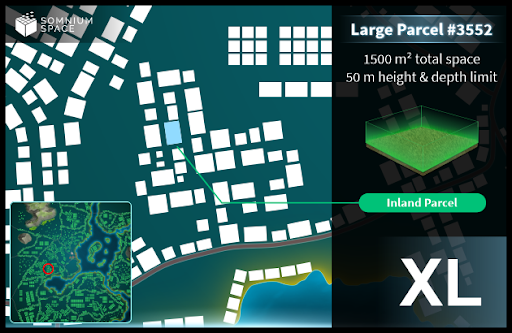 SOMNIUM
SPACE
Large Parcel #3552
1500 m² total space
50 m height & depth limit
Inland Parcel
XL